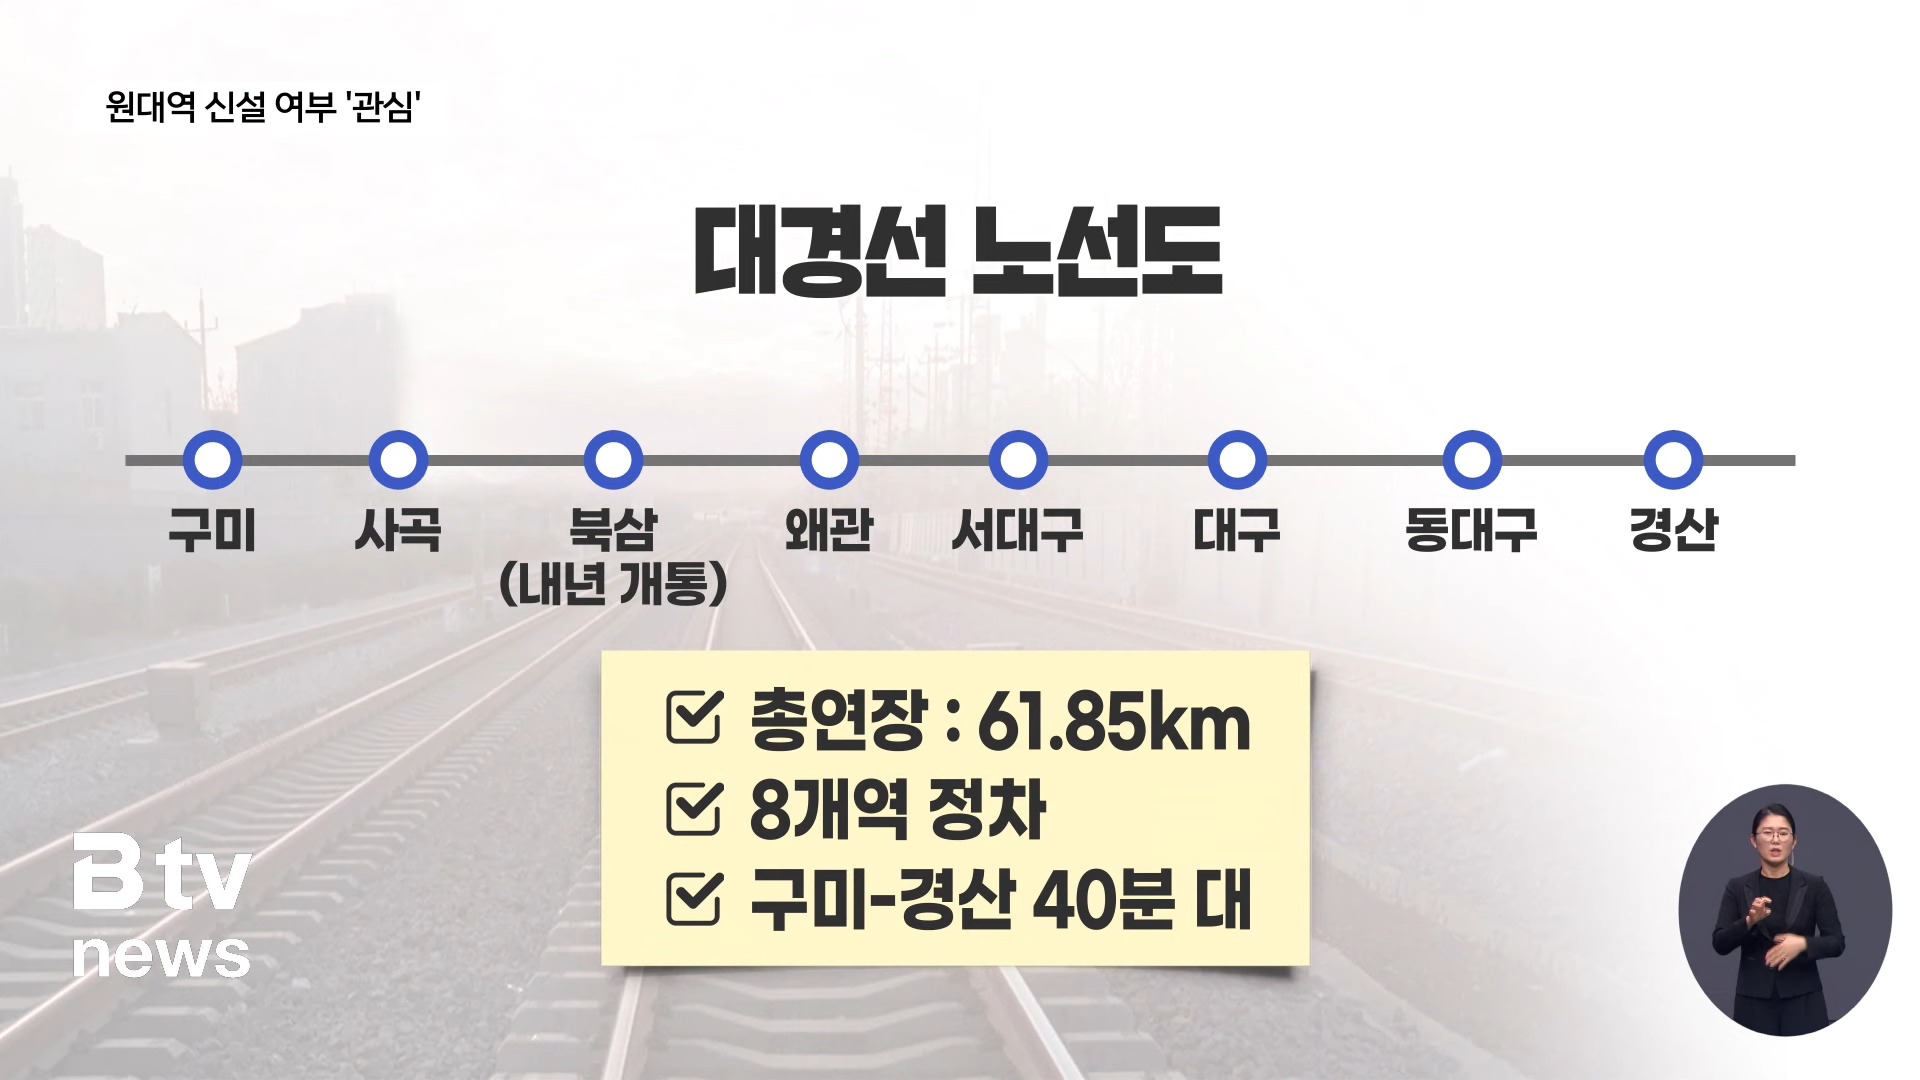 원대역 신설 여부 '관심'
대경선 노선도
구미 사곡 북삼 왜관 서대구 대구 동대구 경산
(내년 개통)
총연장 : 61.85km
8개역 정차
구미-경산 40분 대
B tv
news